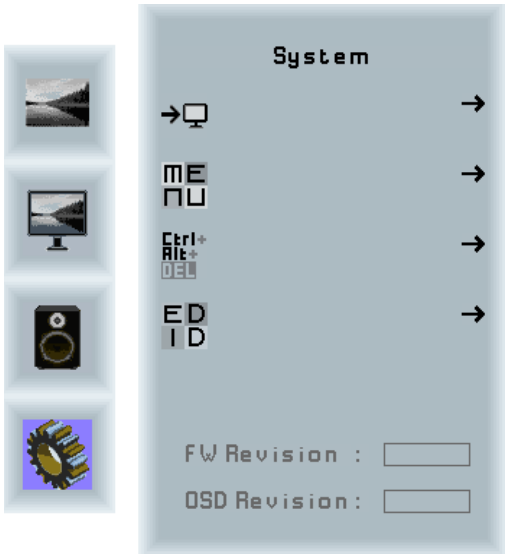 System
ME
NU
Ctrl+
Alt+
DEL
ED
ID
FW Revision :
OSD Revision :